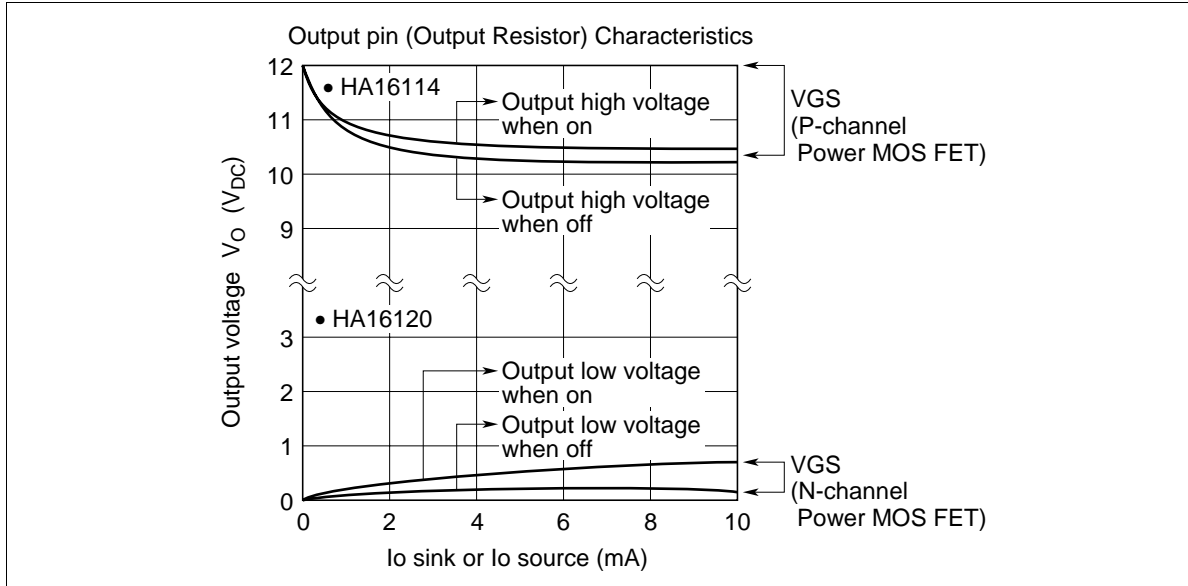 Output pin (Output Resistor) Characteristics
12
11
10
9
3
2
1
0
Output voltage VO (VDC)
• HA16114
Output high voltage
when on
Output high voltage
when off
VGS
(P-channel
Power MOS FET)
• HA16120
Output low voltage
when on
Output low voltage
when off
VGS
(N-channel
Power MOS FET)
0 2 4 6 8 10
Io sink or Io source (mA)